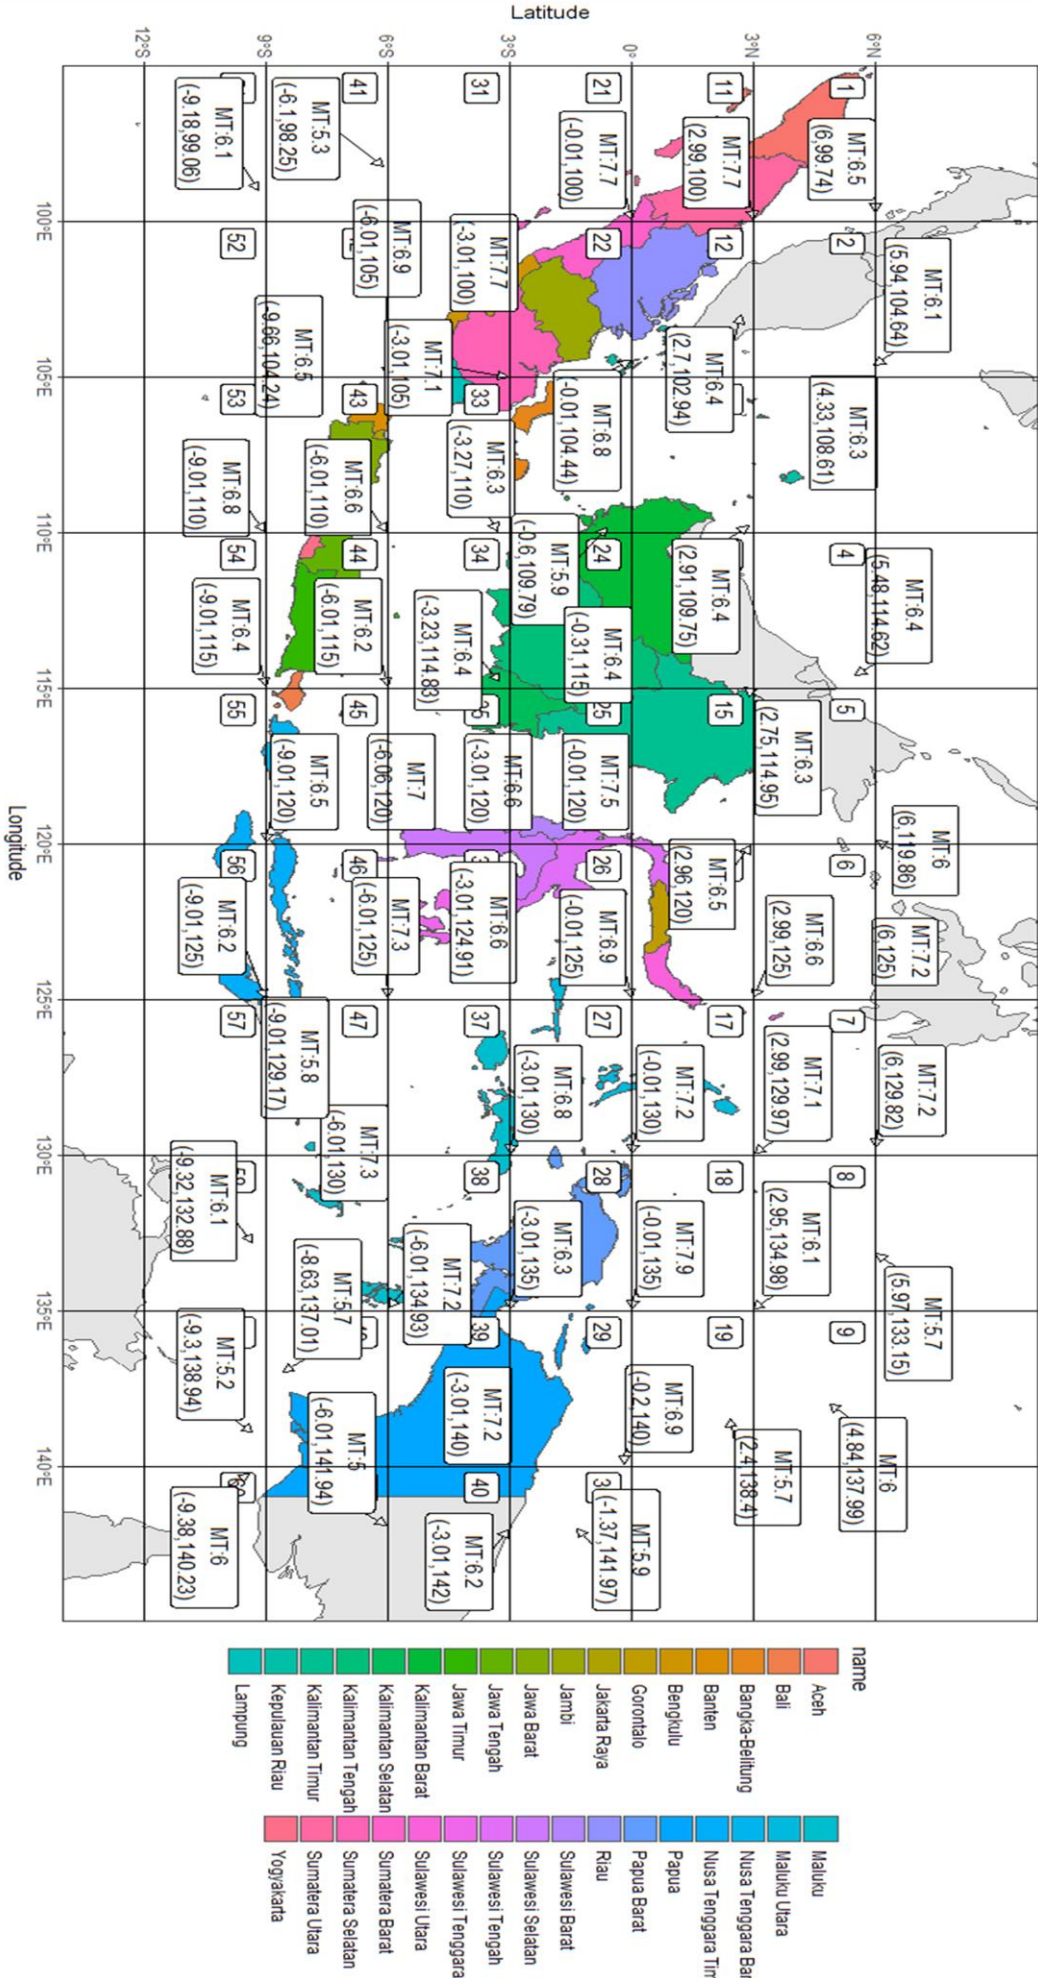 Latitude
6°N
3°N
0°
3°S
6°S
9°S
12°S
100°E
105°E
110°E
115°E
120°E
125°E
130°E
135°E
140°E
Longitude
1
2
4
5
6
7
8
9
11
12
15
17
18
19
21
22
24
25
26
27
28
29
31
33
34
37
38
39
40
41
43
44
45
46
47
52
53
54
55
56
57
MT:6.5
(6,99.74)
MT:6.1
(5.94,104.64)
MT:6.3
(4.33,108.61)
MT:6.4
(5.48,114.62)
MT:6
(6,119.86)
MT:7.2
(6,125)
MT:7.2
(6,129.82)
MT:5.7
(5.97,133.15)
MT:6
(4.84,137.99)
MT:7.7
(2.99,100)
MT:6.4
(2.7,102.94)
MT:6.4
(2.91,109.75)
MT:6.3
(2.75,114.95)
MT:6.5
(2.96,120)
MT:6.6
(2.99,125)
MT:7.1
(2.99,129.97)
MT:6.1
(2.95,134.98)
MT:5.7
(2.4,138.4)
MT:7.7
(-0.01,100)
MT:6.8
(-0.01,104.44)
MT:5.9
(-0.6,109.79)
MT:6.4
(-0.31,115)
MT:7.5
(-0.01,120)
MT:6.9
(-0.01,125)
MT:7.2
(-0.01,130)
MT:7.9
(-0.01,135)
MT:6.9
(-0.2,140)
MT:5.9
(-1.37,141.97)
MT:7.7
(-3.01,100)
MT:7.1
(-3.01,105)
MT:6.3
(-3.27,110)
MT:6.4
(-3.23,114.83)
MT:6.6
(-3.01,120)
MT:6.6
(-3.01,124.91)
MT:6.8
(-3.01,130)
MT:6.3
(-3.01,135)
MT:7.2
(-3.01,140)
MT:6.2
(-3.01,142)
MT:5.3
(-6.1,98.25)
MT:6.9
(-6.01,105)
MT:6.6
(-6.01,110)
MT:6.2
(-6.01,115)
MT:7
(-6.06,120)
MT:7.3
(-6.01,125)
MT:7.3
(-6.01,130)
MT:7.2
(-6.01,134.93)
MT:5
(-6.01,141.94)
MT:6.1
(-9.18,99.06)
MT:6.5
(-9.66,104.24)
MT:6.8
(-9.01,110)
MT:6.4
(-9.01,115)
MT:6.5
(-9.01,120)
MT:6.2
(-9.01,125)
MT:5.8
(-9.01,129.17)
MT:6.1
(-9.32,132.88)
MT:5.7
(-8.63,137.01)
MT:5.2
(-9.3,138.94)
MT:6
(-9.38,140.23)
name
Aceh
Bali
Bangka-Belitung
Banten
Bengkulu
Gorontalo
Jakarta Raya
Jambi
Jawa Barat
Jawa Tengah
Jawa Timur
Kalimantan Barat
Kalimantan Selatan
Kalimantan Tengah
Kalimantan Timur
Kepulauan Riau
Lampung
Maluku
Maluku Utara
Nusa Tenggara Bar
Nusa Tenggara Tim
Papua
Papua Barat
Riau
Sulawesi Barat
Sulawesi Selatan
Sulawesi Tengah
Sulawesi Tenggara
Sulawesi Utara
Sumatera Barat
Sumatera Selatan
Sumatera Utara
Yogyakarta